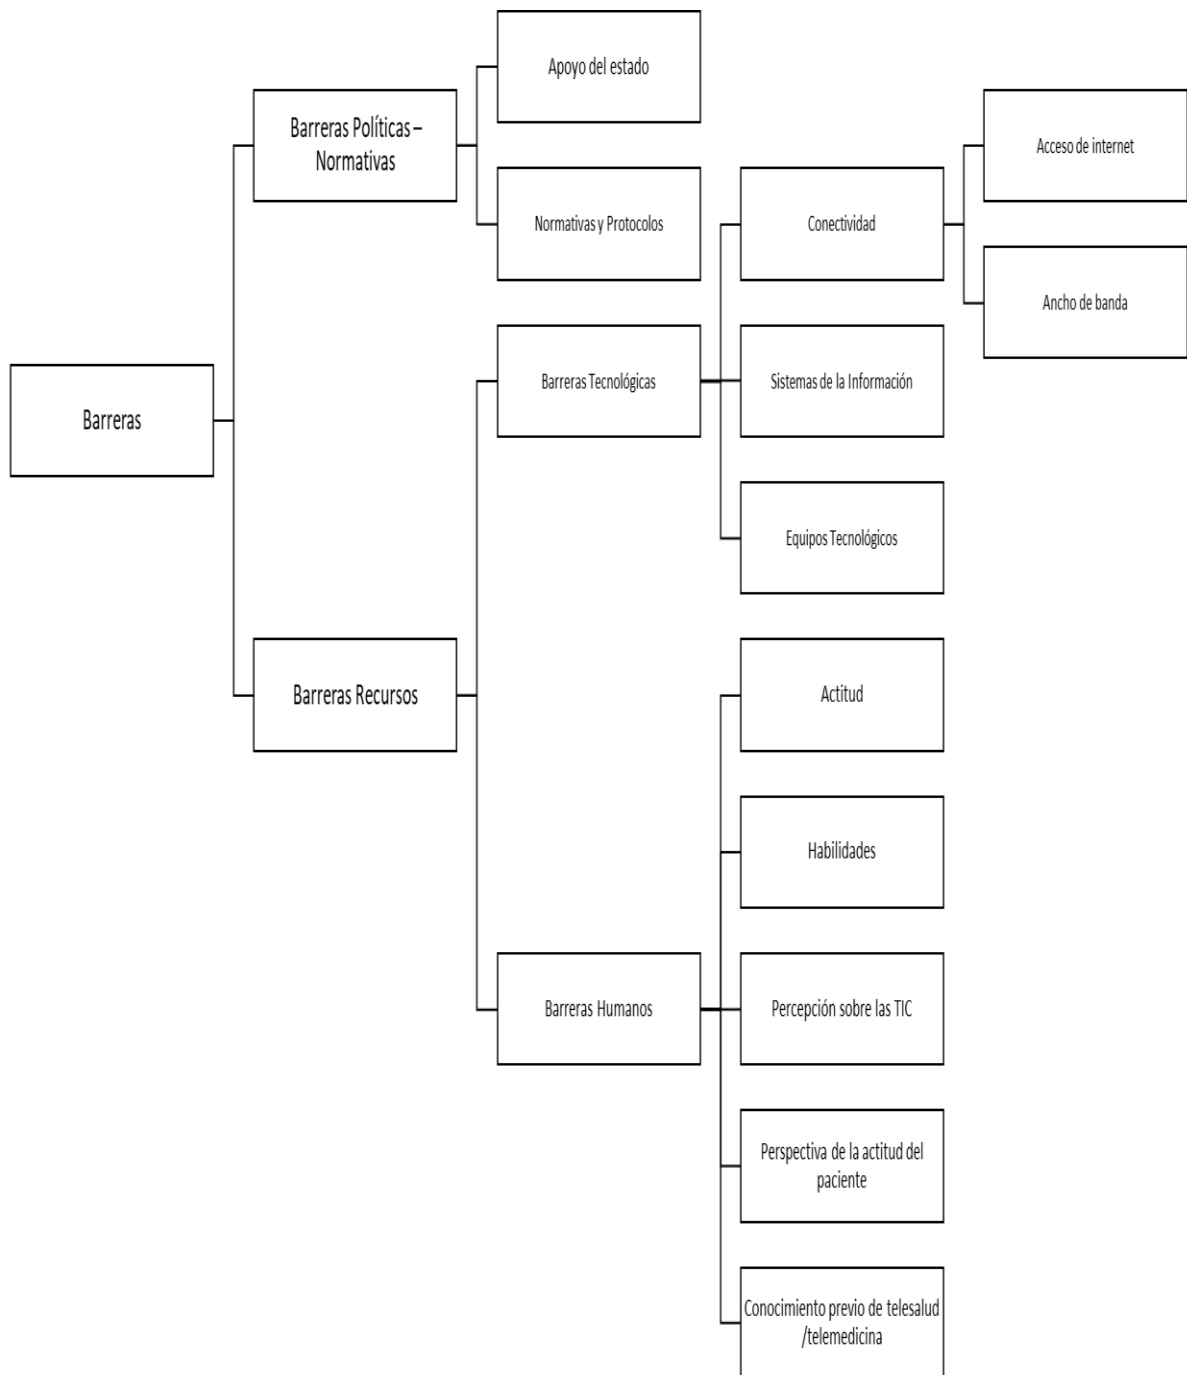 Barreras
Barreras Políticas –
Normativas
Apoyo del estado
Normativas y Protocolos
Barreras Recursos
Barreras Tecnológicas
Conectividad
Acceso de internet
Ancho de banda
Sistemas de la Información
Equipos Tecnológicos
Barreras Humanos
Actitud
Habilidades
Percepción sobre las TIC
Perspectiva de la actitud del
paciente
Conocimiento previo de telesalud
/telemedicina